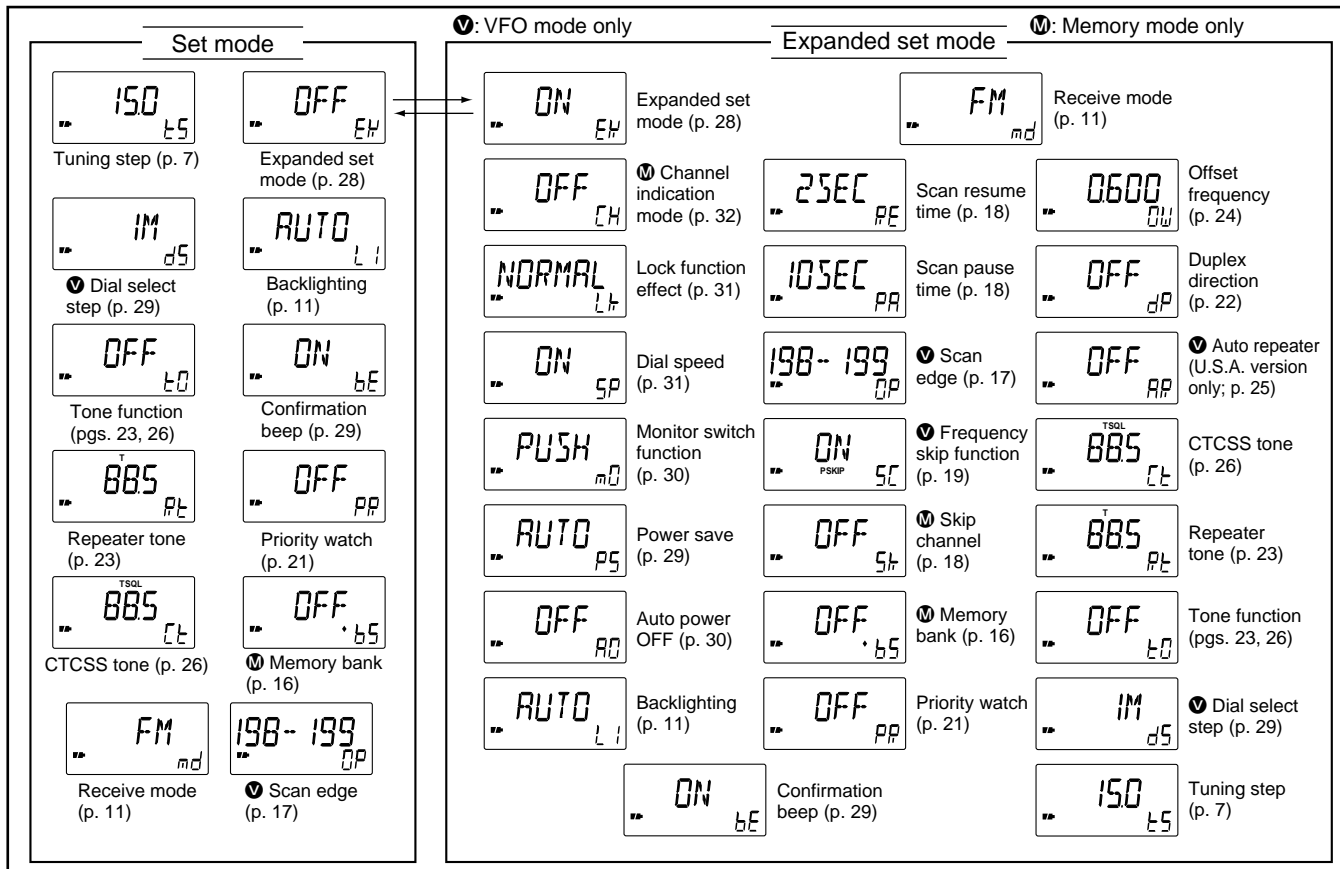 Ⓥ: VFO mode only
Ⓜ: Memory mode only
Set mode
15.0
tS
Tuning step (p. 7)
OFF
EX
Expanded set
mode (p. 28)
1M
dS
Ⓥ Dial select
step (p. 29)
AUTO
LI
Backlighting
(p. 11)
OFF
tO
Tone function
(pgs. 23, 26)
ON
bE
Confirmation
beep (p. 29)
T
88.5
Rt
Repeater tone
(p. 23)
OFF
PR
Priority watch
(p. 21)
TSQL
88.5
Ct
CTCSS tone (p. 26)
OFF
bS
Ⓜ Memory bank
(p. 16)
FM
md
Receive mode
(p. 11)
198- 199
OP
Ⓥ Scan edge
(p. 17)
Expanded set mode
ON
EX
Expanded set
mode (p. 28)
FM
md
Receive mode
(p. 11)
OFF
CH
Ⓜ Channel
indication
mode (p. 32)
2SEC
RE
Scan resume
time (p. 18)
0.600
OW
Offset
frequency
(p. 24)
NORMAL
Lk
Lock function
effect (p. 31)
10SEC
PA
Scan pause
time (p. 18)
OFF
dP
Duplex
direction
(p. 22)
ON
SP
Dial speed
(p. 31)
198- 199
OP
Ⓥ Scan
edge (p. 17)
OFF
AR
Ⓥ Auto repeater
(U.S.A. version
only; p. 25)
PUSH
mO
Monitor switch
function
(p. 30)
ON
PSKIP
SC
Ⓥ Frequency
skip function
(p. 19)
TSQL
88.5
Ct
CTCSS tone
(p. 26)
AUTO
PS
Power save
(p. 29)
OFF
Sk
Ⓜ Skip
channel
(p. 18)
T
88.5
Rt
Repeater
tone (p. 23)
OFF
AO
Auto power
OFF (p. 30)
OFF
bS
Ⓜ Memory
bank (p. 16)
OFF
tO
Tone function
(pgs. 23, 26)
AUTO
LI
Backlighting
(p. 11)
OFF
PR
Priority watch
(p. 21)
1M
dS
Ⓥ Dial select
step (p. 29)
ON
bE
Confirmation
beep (p. 29)
15.0
tS
Tuning step
(p. 7)